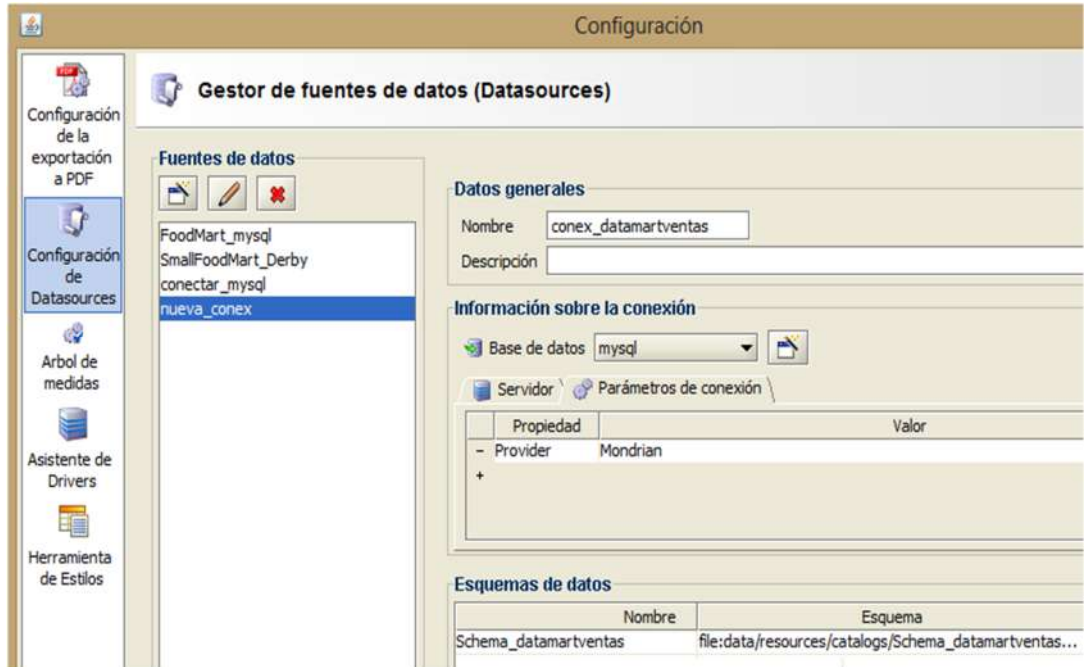 Configuración
PDF
Configuración
de la
exportación
a PDF
Configuración
de
Datasources
Arbol de
medidas
Asistente de
Drivers
Herramienta
de Estilos
Gestor de fuentes de datos (Datasources)
Fuentes de datos
FoodMart_mysql
SmallFoodMart_Derby
conectar_mysql
nueva_conex
Datos generales
Nombre conex_datamartventas
Descripción
Información sobre la conexión
Base de datos mysql
Servidor Parámetros de conexión
Propiedad Valor
- Provider Mondrian
+
Esquemas de datos
Nombre Esquema
Schema_datamartventas file:data/resources/catalogs/Schema_datamartventas...